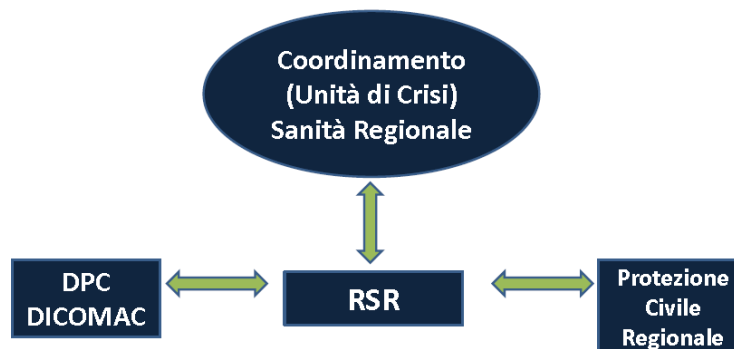 Coordinamento
(Unità di Crisi)
Sanità Regionale
DPC
DICOMAC
RSR
Protezione
Civile
Regionale